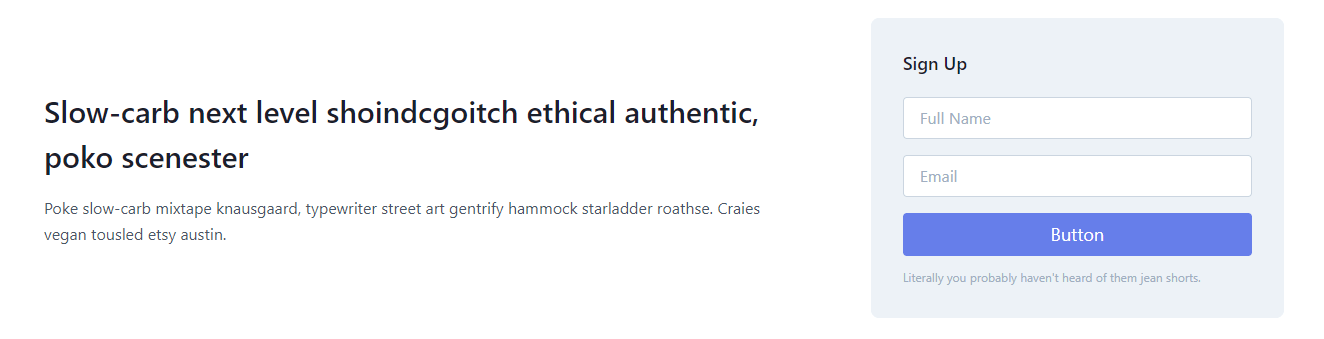 Slow-carb next level shoindcgoitch ethical authentic,
poko scenester
Poke slow-carb mixtape knausgaard, typewriter street art gentrify hammock starladder roathse. Craies
vegan tousled etsy austin.
Sign Up
Full Name
Email
Button
Literally you probably haven't heard of them jean shorts.